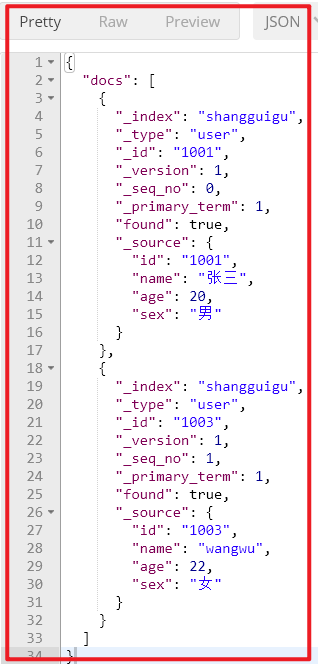 Pretty Raw Preview JSON
1 {
2 "docs": [
3 {
4 "_index": "shangguigu",
5 "_type": "user",
6 "_id": "1001",
7 "_version": 1,
8 "_seq_no": 0,
9 "_primary_term": 1,
10 "found": true,
11 "_source": {
12 "id": "1001",
13 "name": "张三",
14 "age": 20,
15 "sex": "男"
16 }
17 },
18 {
19 "_index": "shangguigu",
20 "_type": "user",
21 "_id": "1003",
22 "_version": 1,
23 "_seq_no": 1,
24 "_primary_term": 1,
25 "found": true,
26 "_source": {
27 "id": "1003",
28 "name": "wangwu",
29 "age": 22,
30 "sex": "女"
31 }
32 }
33 ]
34 }